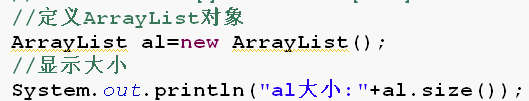 //定义ArrayList对象
ArrayList al=new ArrayList();
//显示大小
System.out.println("al大小:"+al.size());